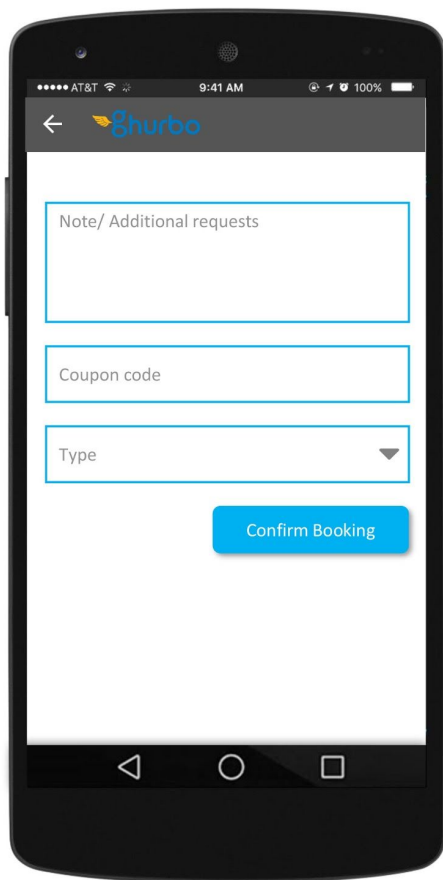 AT&T 9:41 AM 100%
ghurbo
Note/ Additional requests
Coupon code
Type
Confirm Booking